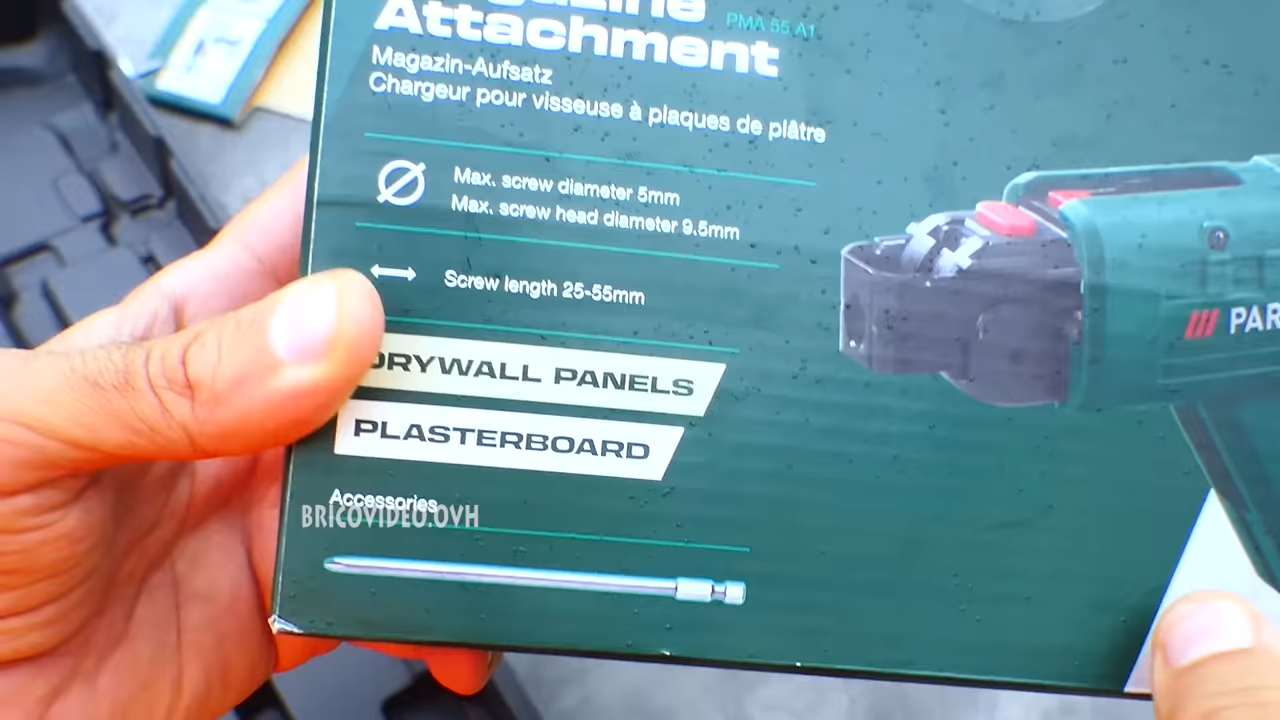 PMA 55 A1
Attachment
Magazin-Aufsatz
Chargeur pour visseuse à plaques de plâtre
Max. screw diameter 5mm
Max. screw head diameter 9.5mm
Screw length 25-55mm
DRYWALL PANELS
PLASTERBOARD
Accessories
BRICOVIDEO.OVH
PAR